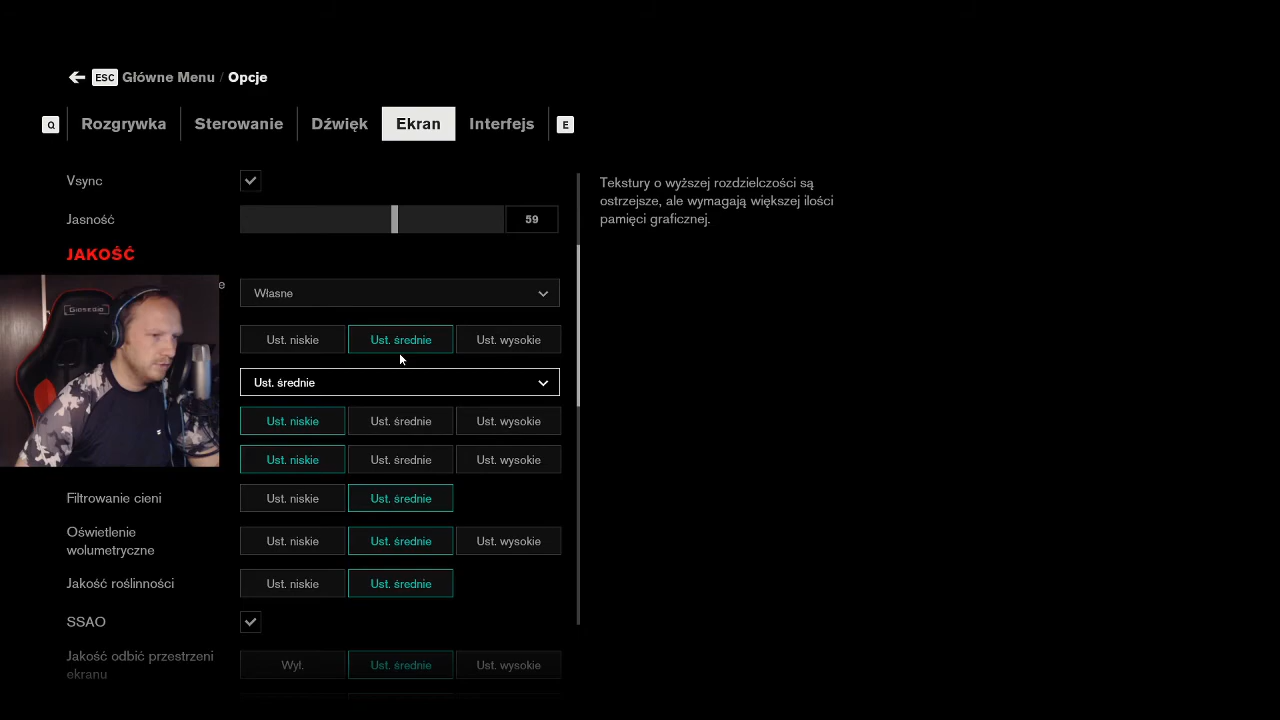 ESC Główne Menu / Opcje
Q Rozgrywka Sterowanie Dźwięk Ekran Interfejs E
Vsync
Jasność 59
JAKOŚĆ
e Własne
Ust. niskie Ust. średnie Ust. wysokie
Ust. średnie
Ust. niskie Ust. średnie Ust. wysokie
Ust. niskie Ust. średnie Ust. wysokie
Filtrowanie cieni Ust. niskie Ust. średnie
Oświetlenie
wolumetryczne Ust. niskie Ust. średnie Ust. wysokie
Jakość roślinności Ust. niskie Ust. średnie
SSAO
Jakość odbić przestrzeni
ekranu Wył. Ust. średnie Ust. wysokie
Tekstury o wyższej rozdzielczości są
ostrzejsze, ale wymagają większej ilości
pamięci graficznej.